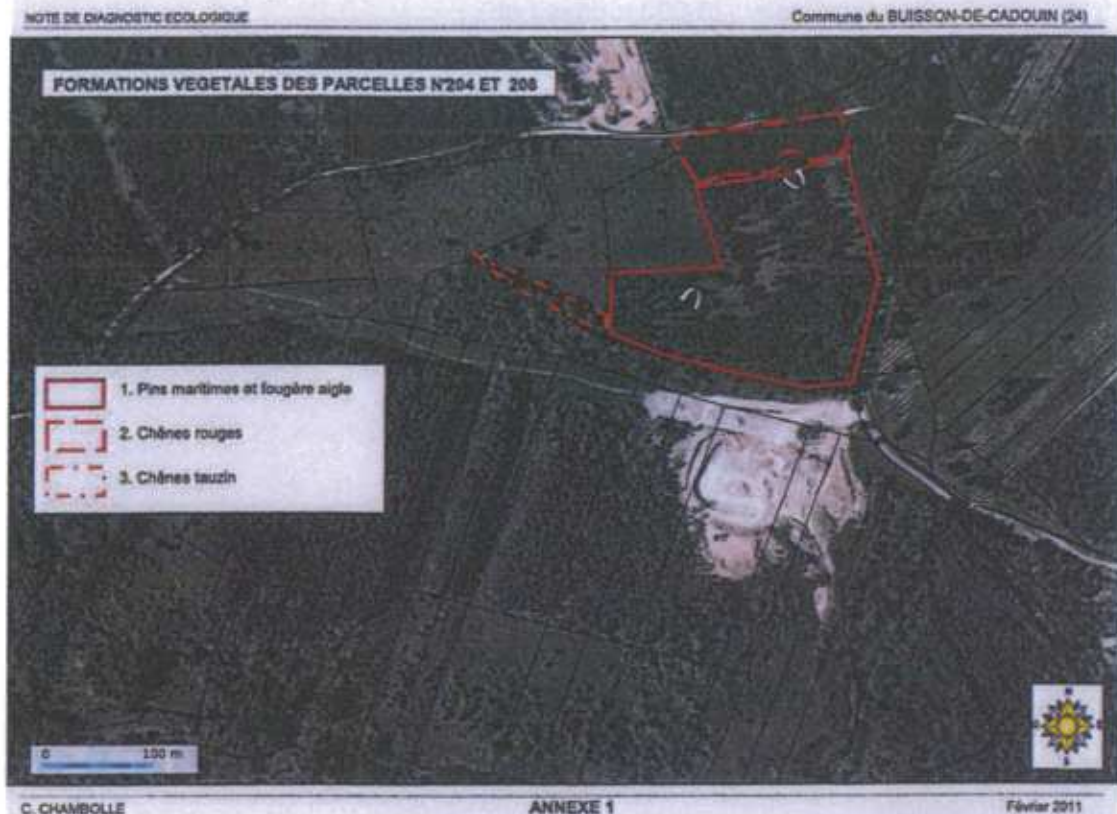 NOTE DE DIAGNOSTIC ECOLOGIQUE
Commune du BUISSON-DE-CADOUIN (24)
FORMATIONS VEGETALES DES PARCELLES N°204 ET 208
1. Pins maritimes et fougère aigle
2. Chênes rouges
3. Chênes tauzin
0 100 m
C. CHAMBOLLE
ANNEXE 1
Février 2011